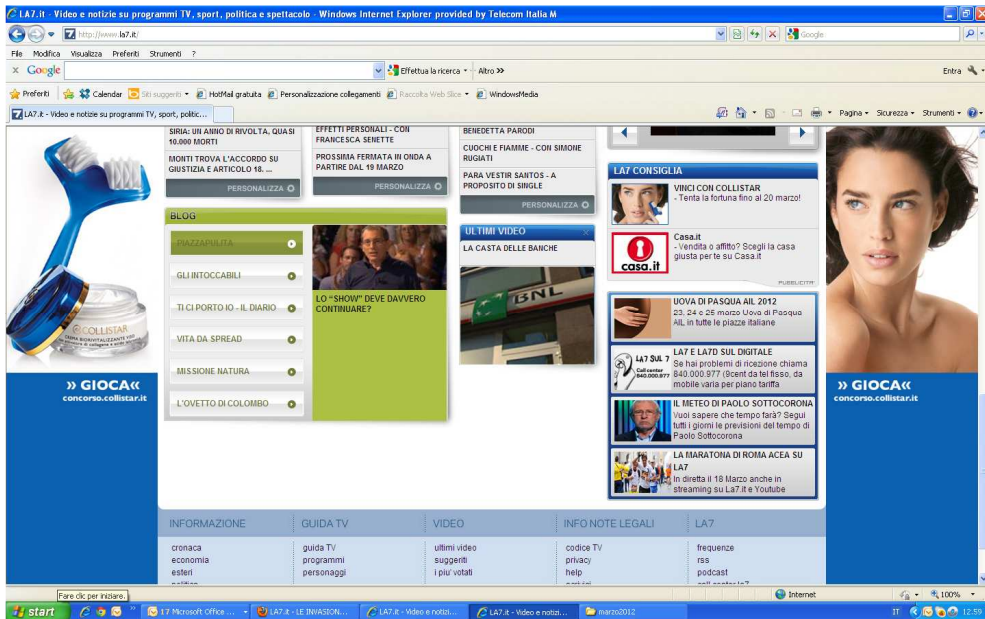 LA7.it - Video e notizie su programmi TV, sport, politica e spettacolo - Windows Internet Explorer provided by Telecom Italia M
http://www.la7.it/
Google
File Modifica Visualizza Preferiti Strumenti ?
Google
Effettua la ricerca
Altro »
Entra
Preferiti
Calendar
Siti suggeriti
HotMail gratuita
Personalizzazione collegamenti
Raccolta Web Slice
WindowsMedia
LA7.it - Video e notizie su programmi TV, sport, politic...
Pagina
Sicurezza
Strumenti
SIRIA: UN ANNO DI RIVOLTA, QUASI
10.000 MORTI
MONTI TROVA L'ACCORDO SU
GIUSTIZIA E ARTICOLO 18. ...
PERSONALIZZA
EFFETTI PERSONALI - CON
FRANCESCA SENETTE
PROSSIMA FERMATA IN ONDA A
PARTIRE DAL 19 MARZO
PERSONALIZZA
BENEDETTA PARODI
CUOCHI E FIAMME - CON SIMONE
RUGIATI
PARA VESTIR SANTOS - A
PROPOSITO DI SINGLE
PERSONALIZZA
BLOG
PIAZZAPULITA
GLI INTOCCABILI
TI CI PORTO IO - IL DIARIO
VITA DA SPREAD
MISSIONE NATURA
L'OVETTO DI COLOMBO
LO "SHOW" DEVE DAVVERO
CONTINUARE?
ULTIMI VIDEO
LA CASTA DELLE BANCHE
BNL
LA7 CONSIGLIA
VINCI CON COLLISTAR
- Tenta la fortuna fino al 20 marzo!
casa.it
Casa.it
- Vendita o affitto? Scegli la casa
giusta per te su Casa.it
PUBBLICITA'
UOVA DI PASQUA AIL 2012
23, 24 e 25 marzo Uova di Pasqua
AIL in tutte le piazze italiane
LA7 SUL 7
Call center
840.000.977
LA7 E LA7D SUL DIGITALE
Se hai problemi di ricezione chiama
840.000.977 (9cent da tel fisso, da
mobile varia per piano tariffa
IL METEO DI PAOLO SOTTOCORONA
Vuoi sapere che tempo farà? Segui
tutti i giorni le previsioni del tempo di
Paolo Sottocorona
LA MARATONA DI ROMA ACEA SU
LA7
In diretta il 18 Marzo anche in
streaming su La7.it e Youtube
COLLISTAR
» GIOCA«
concorso.collistar.it
» GIOCA«
concorso.collistar.it
INFORMAZIONE
cronaca
economia
esteri
GUIDA TV
guida TV
programmi
personaggi
VIDEO
ultimi video
suggeriti
i piu' votati
INFO NOTE LEGALI
codice TV
privacy
help
LA7
frequenze
rss
podcast
Fare clic per iniziare.
Internet
100%
start
17 Microsoft Office ...
LA7.it - LE INVASION...
LA7.it - Video e notizi...
LA7.it - Video e notizi...
marzo2012
IT
12.59